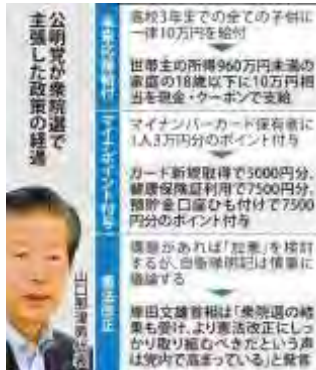 公明党が衆院選で
主張した政策の経過
高校3年までの全ての子供に
一律10万円を給付
世帯主の所得960万円未満の
家庭の18歳以下に10万円相
当を現金・クーポンで支給
マイナポイント付与
マイナンバーカード保有者に
1人3万円分のポイント付与
カード新規取得で5000円分、
健康保険証利用で7500円分、
預貯金口座ひも付けで7500
円分のポイント付与
憲法改正
があれば「加憲」を検討
するが、自衛隊明記は慎重に
議論する
岸田文雄首相は「衆院選の結
果も受け、より憲法改正にしっ
かり取り組むべきだという声
は党内で高まっている」と発言
山口那津男代表